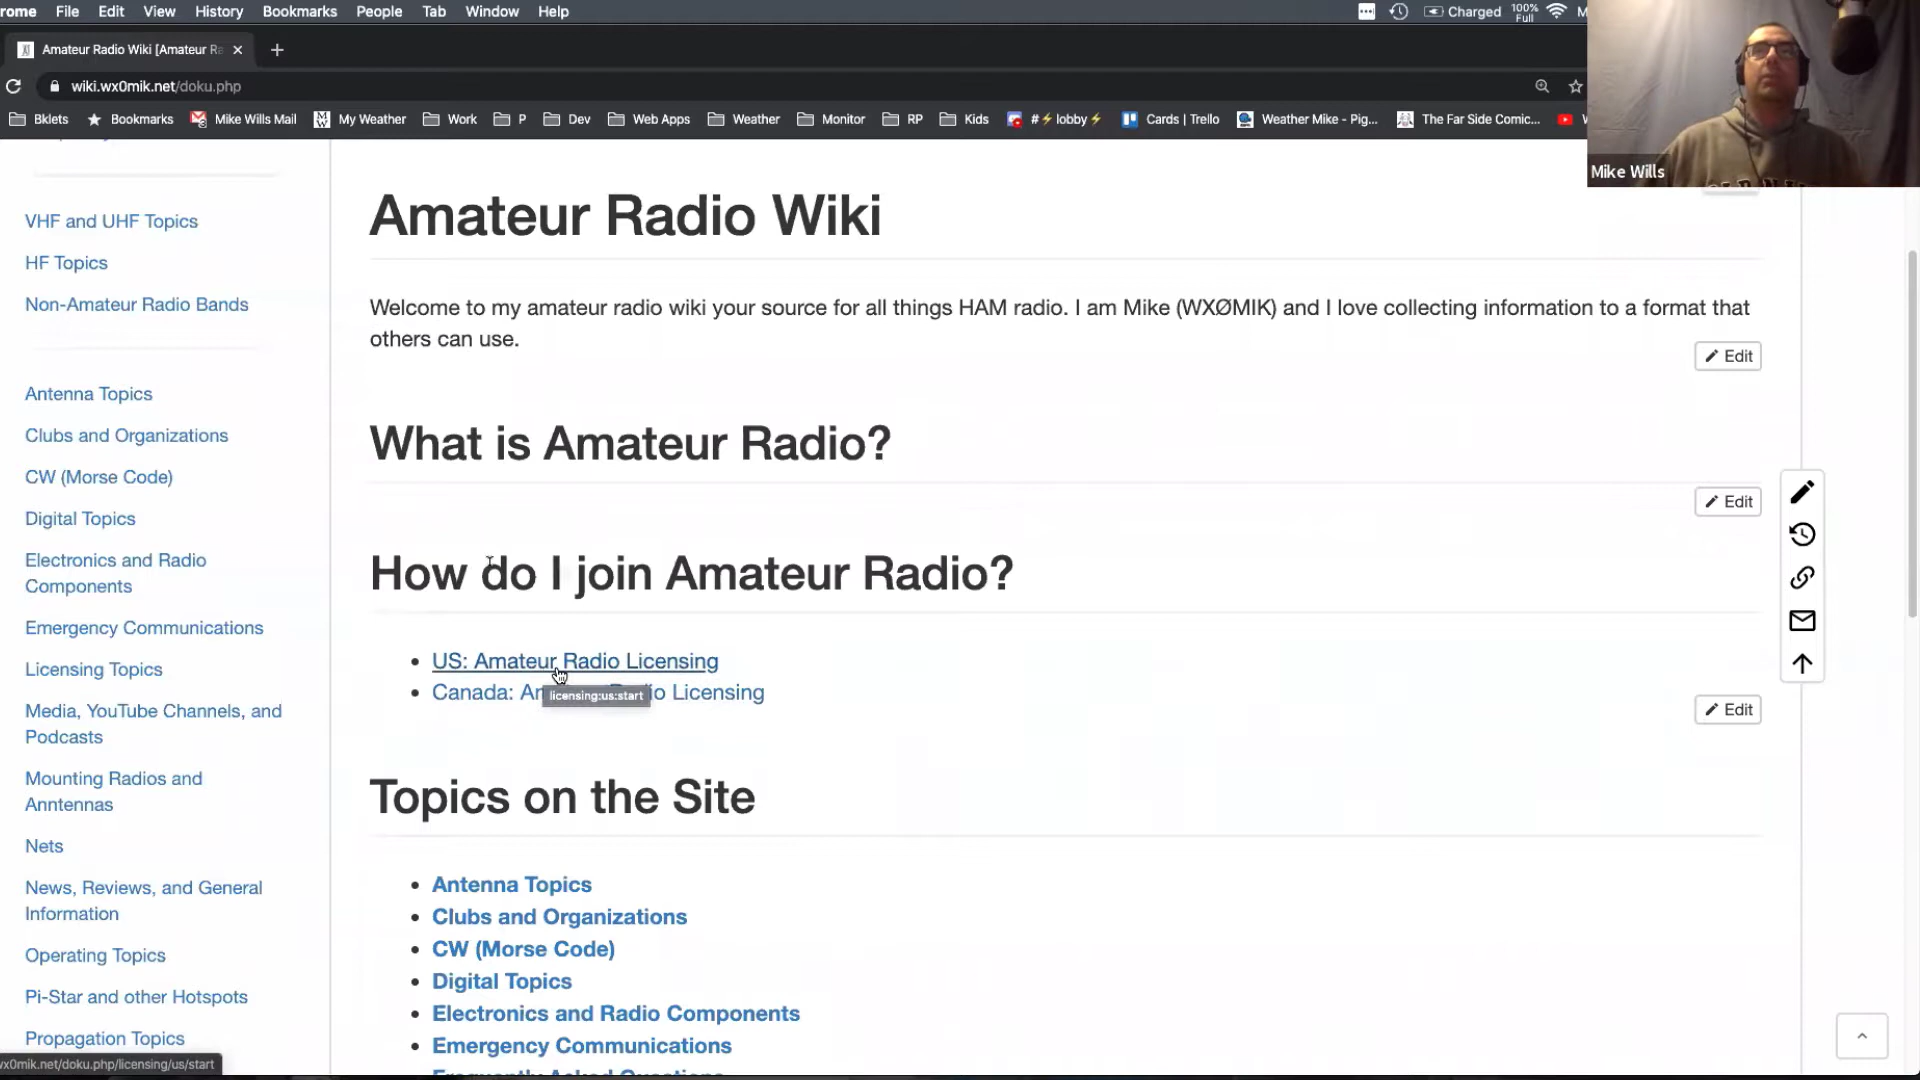 rome File Edit View History Bookmarks People Tab Window Help Charged 100% Full
Amateur Radio Wiki [Amateur Ra
wiki.wx0mik.net/doku.php
Bklets Bookmarks Mike Wills Mail My Weather Work P Dev Web Apps Weather Monitor RP Kids #⚡lobby⚡ Cards | Trello Weather Mike - Pig... The Far Side Comic...
Mike Wills
VHF and UHF Topics
HF Topics
Non-Amateur Radio Bands
Antenna Topics
Clubs and Organizations
CW (Morse Code)
Digital Topics
Electronics and Radio
Components
Emergency Communications
Licensing Topics
Media, YouTube Channels, and
Podcasts
Mounting Radios and
Anntennas
Nets
News, Reviews, and General
Information
Operating Topics
Pi-Star and other Hotspots
Propagation Topics
x0mik.net/doku.php/licensing/us/start
Amateur Radio Wiki
Welcome to my amateur radio wiki your source for all things HAM radio. I am Mike (WXØMIK) and I love collecting information to a format that
others can use.
Edit
What is Amateur Radio?
Edit
How do I join Amateur Radio?
US: Amateur Radio Licensing
Canada: Am io Licensing
licensing:us:start
Edit
Topics on the Site
Antenna Topics
Clubs and Organizations
CW (Morse Code)
Digital Topics
Electronics and Radio Components
Emergency Communications
Frequently Asked Questions